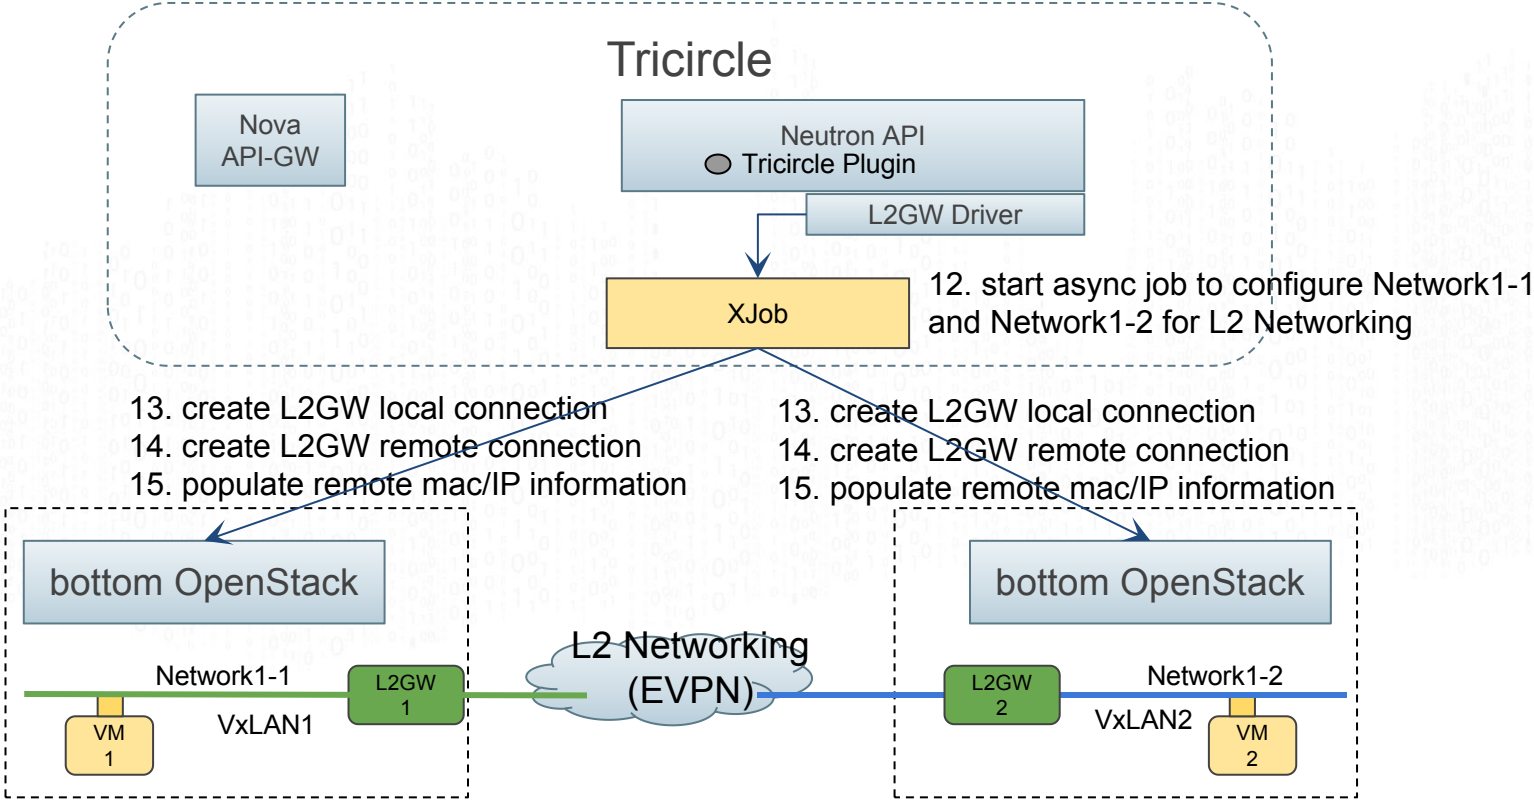 Tricircle
Nova
API-GW
Neutron API
Tricircle Plugin
L2GW Driver
XJob
12. start async job to configure Network1-1
and Network1-2 for L2 Networking
13. create L2GW local connection
14. create L2GW remote connection
15. populate remote mac/IP information
13. create L2GW local connection
14. create L2GW remote connection
15. populate remote mac/IP information
bottom OpenStack
bottom OpenStack
L2 Networking
(EVPN)
Network1-1
L2GW
1
VxLAN1
VM
1
L2GW
2
Network1-2
VxLAN2
VM
2